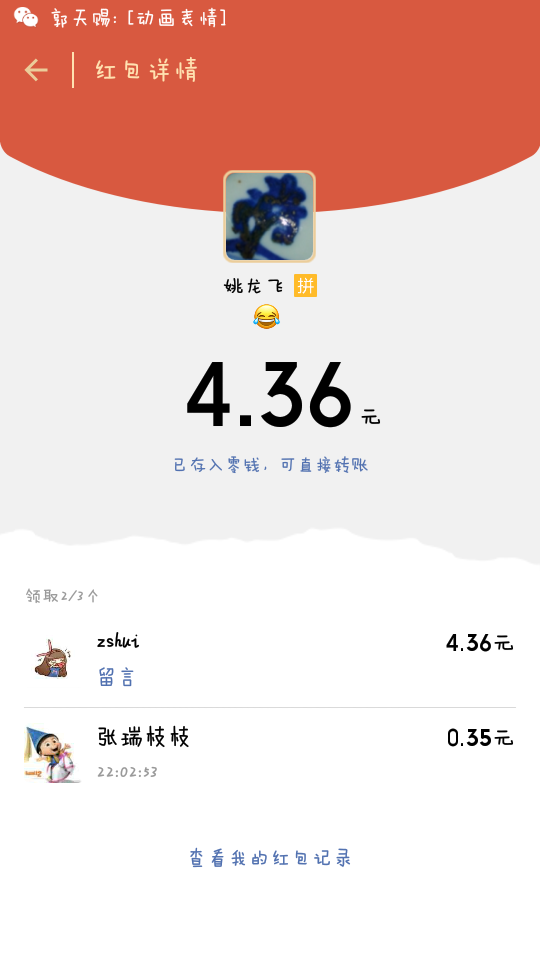 郭天赐: [动画表情]
红包详情
姚龙飞 拼
😂
4.36元
已存入零钱，可直接转账
领取2/3个
zshui 4.36元
留言
张瑞枝枝 0.35元
22:02:53
查看我的红包记录